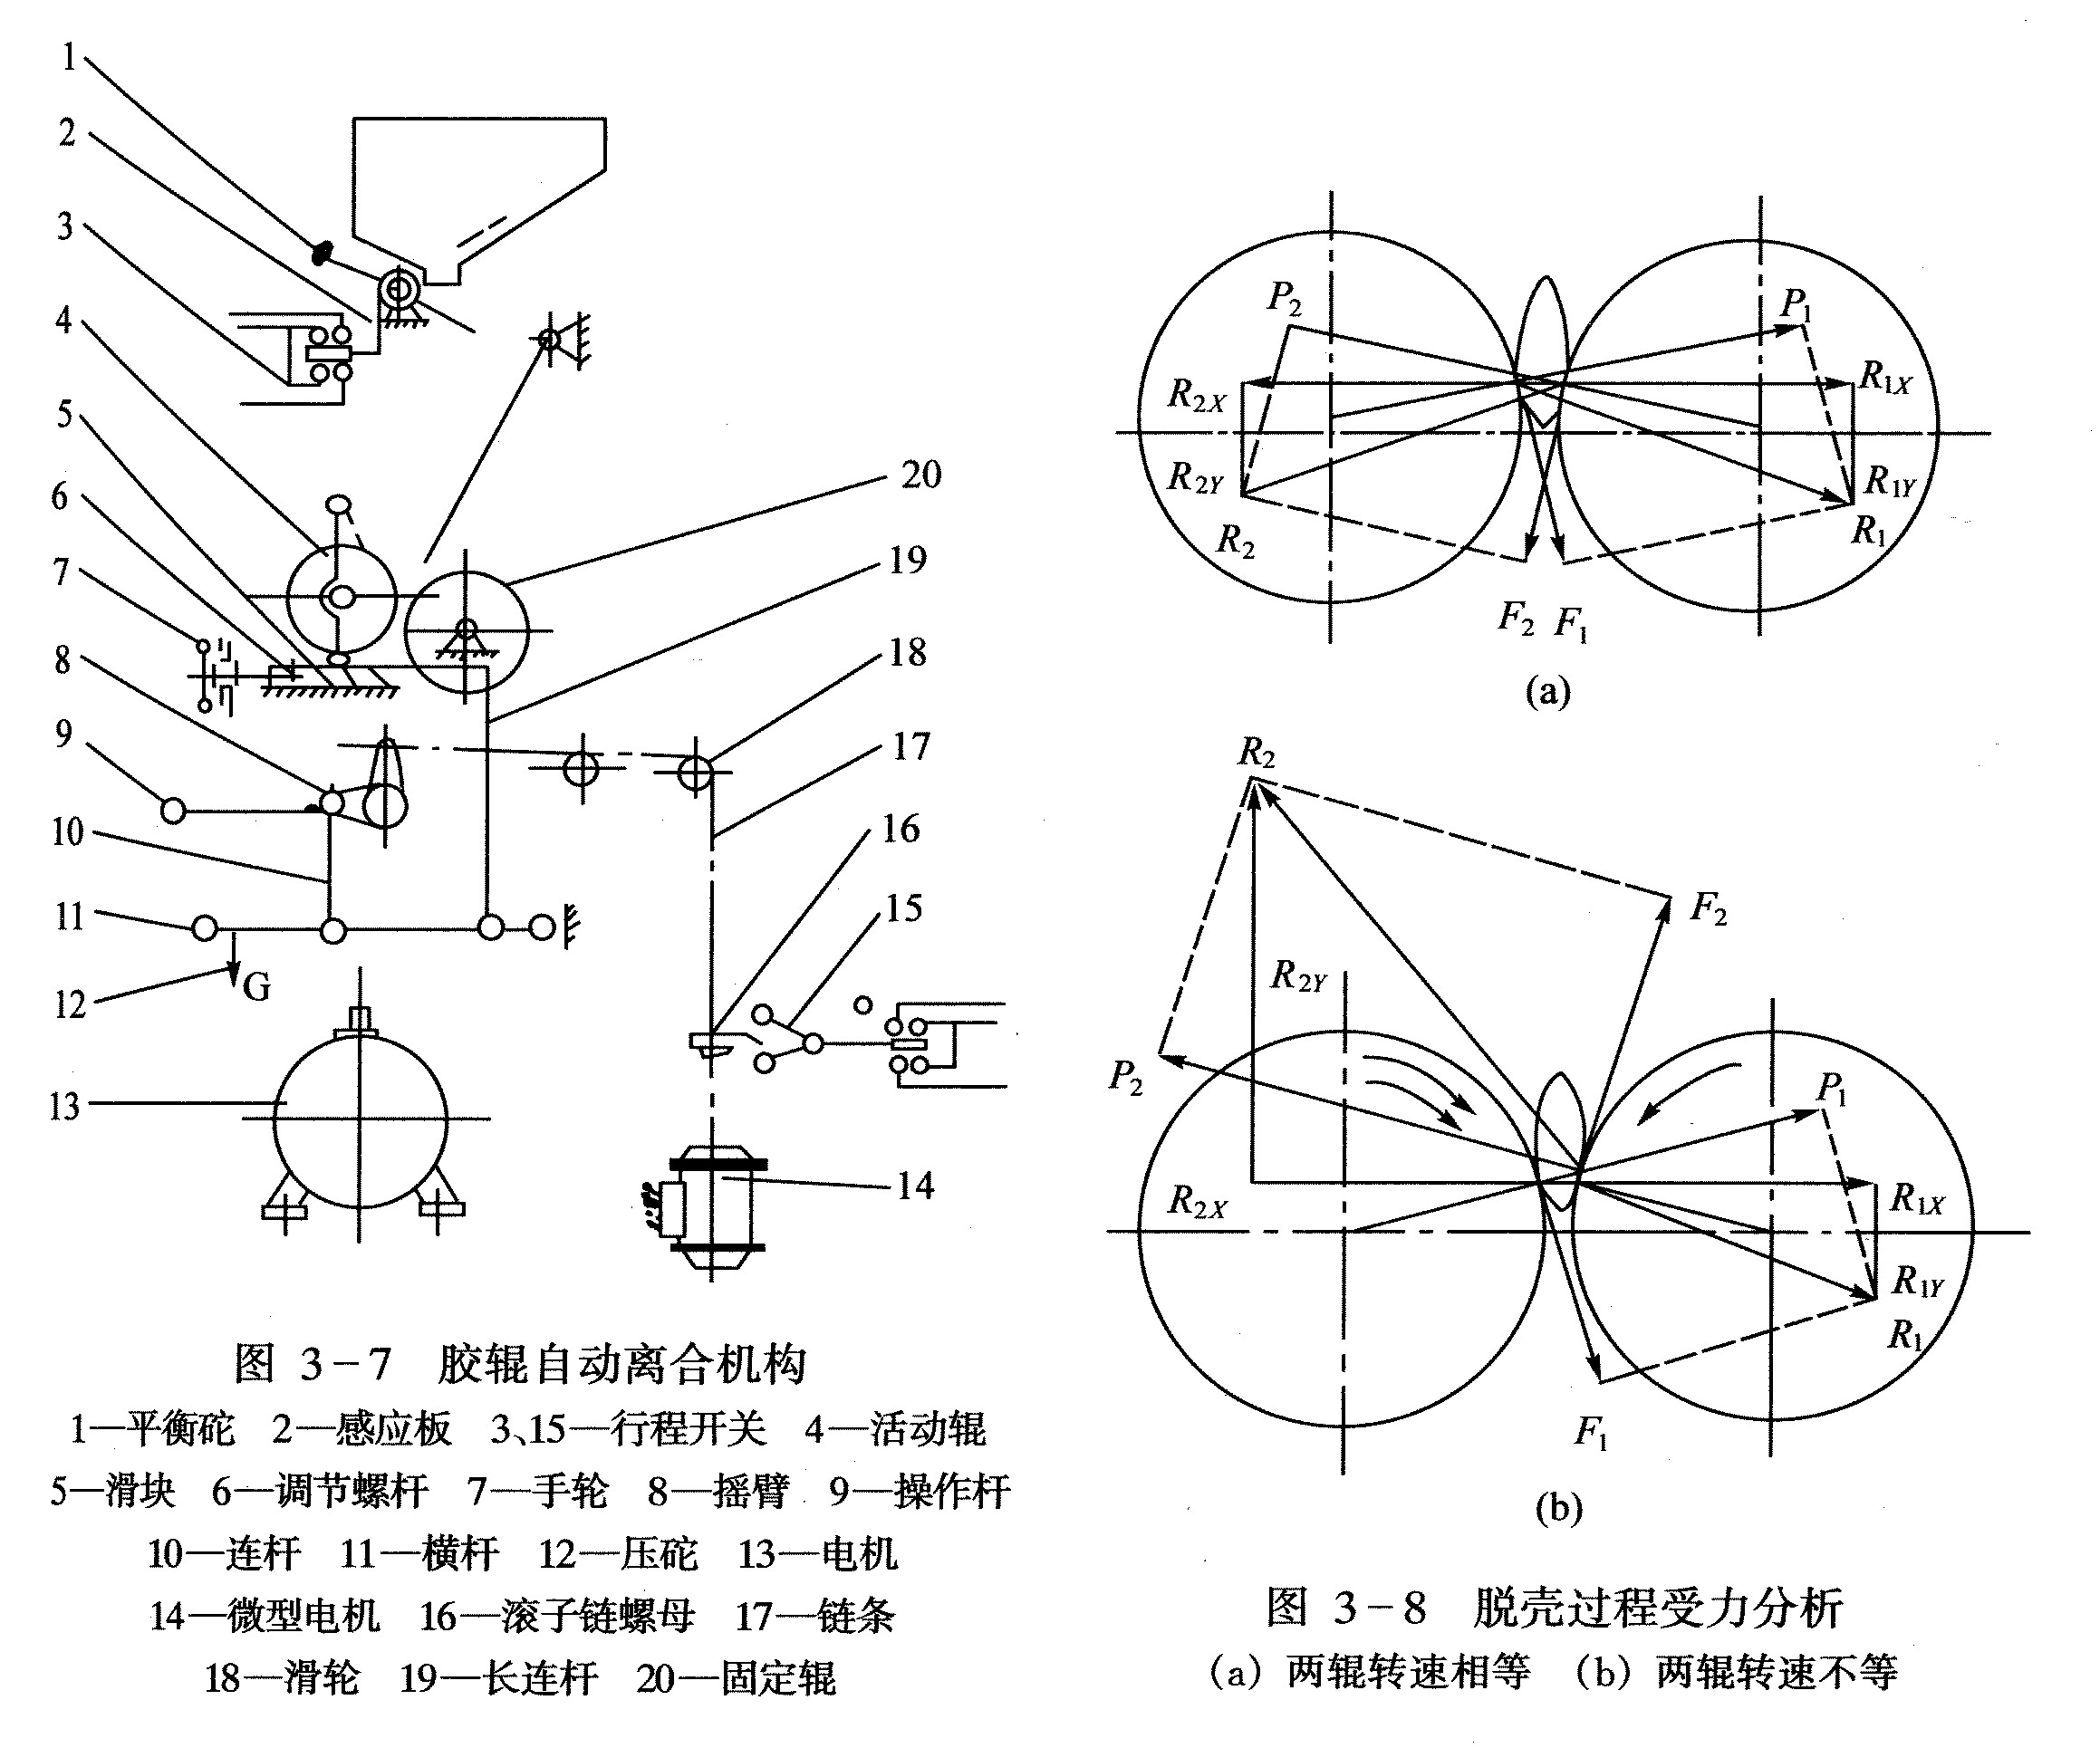 1
2
3
4
5
6
7
8
9
10
11
12
G
13
20
19
18
17
16
15
14
图 3-7 胶辊自动离合机构
1—平衡砣 2—感应板 3、15—行程开关 4—活动辊
5—滑块 6—调节螺杆 7—手轮 8—摇臂 9—操作杆
10—连杆 11—横杆 12—压砣 13—电机
14—微型电机 16—滚子链螺母 17—链条
18—滑轮 19—长连杆 20—固定辊
P2
P1
R2X
R1X
R2Y
R1Y
R2
R1
F2
F1
(a)
R2
F2
R2Y
P2
P1
R2X
R1X
R1Y
R1
F1
(b)
图 3-8 脱壳过程受力分析
(a) 两辊转速相等 (b) 两辊转速不等